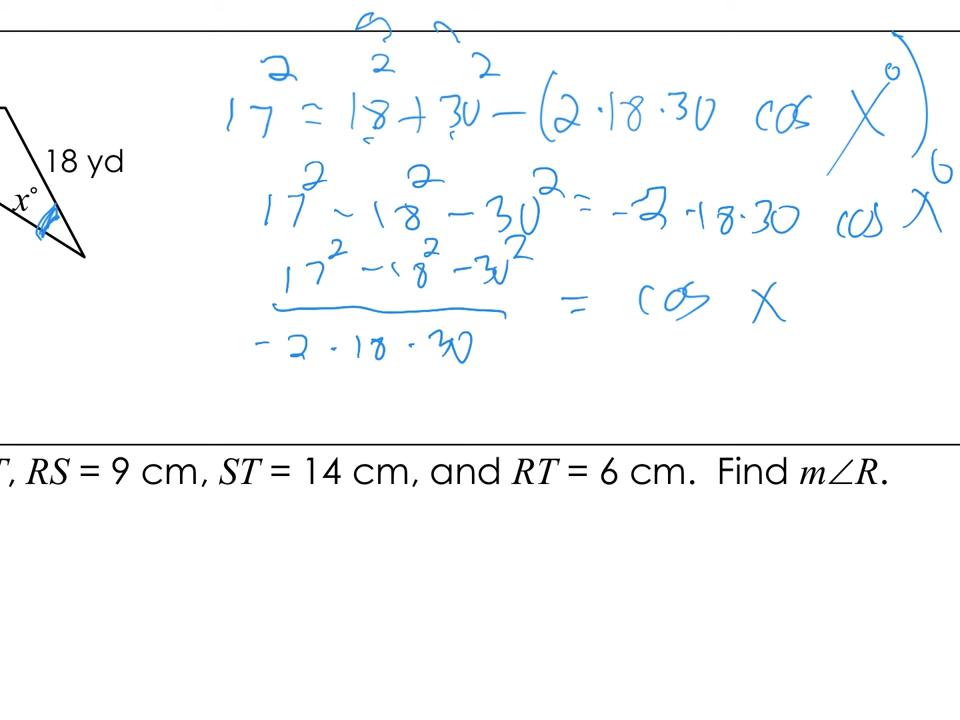 17² = 18² + 30² – (2·18·30 cos x°)
18 yd
x°
17² – 18² – 30² = -2·18·30 cos x°
17² – 18² – 30²
= cos x
-2·18·30
T, RS = 9 cm, ST = 14 cm, and RT = 6 cm. Find m∠R.